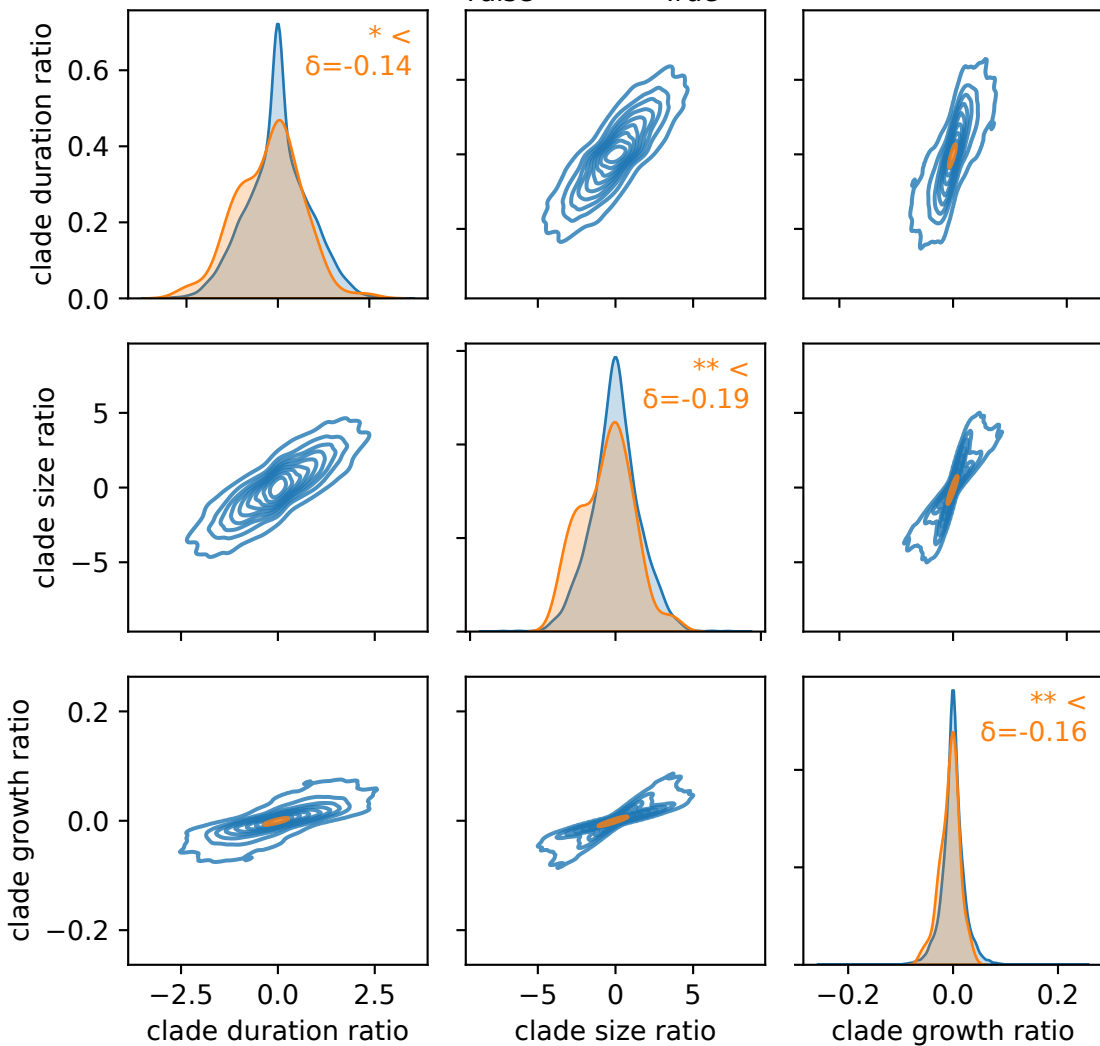 clade duration ratio
0.6
0.4
0.2
0.0
* <
δ=-0.14
clade size ratio
5
0
−5
** <
δ=-0.19
clade growth ratio
0.2
0.0
−0.2
** <
δ=-0.16
−2.5 0.0 2.5
−5 0 5
−0.2 0.0 0.2
clade duration ratio
clade size ratio
clade growth ratio